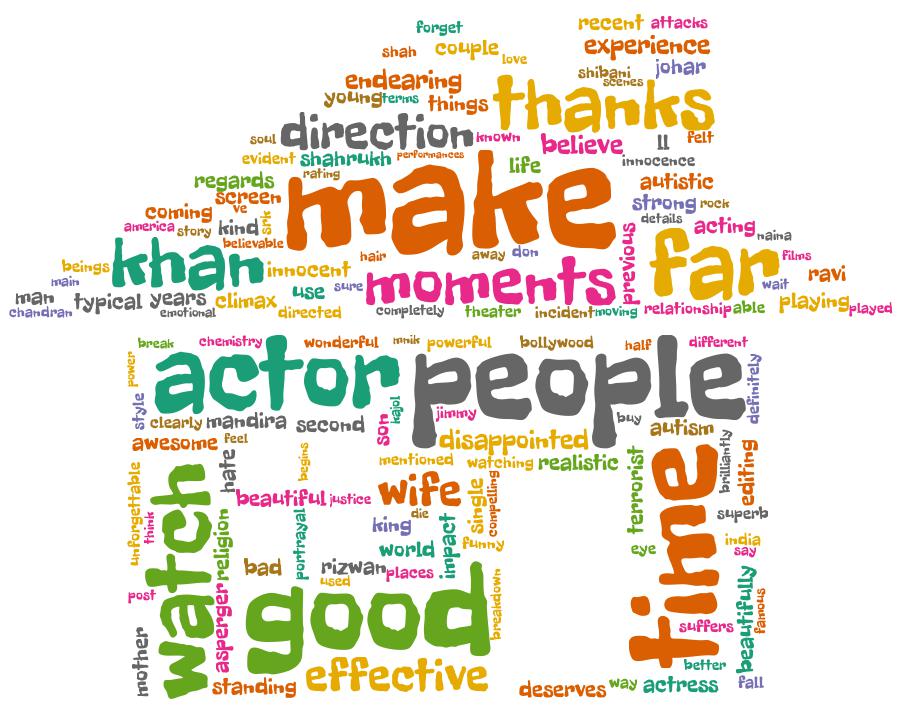 forget
recent attacks
shah couple love experience
endearing shibani johar
scenes
young terms things thanks
soul direction known believe ll felt
evident shahrukh performances life innocence
regards rating make autistic
screen strong rock
coming ve srk details
america story kind acting naina
khan believable hair away don previous far films
beings innocent moments ravi
main sure wait
man typical years climax use relationship able playing played
chandran emotional directed completely theater incident moving
break chemistry wonderful mnik powerful bollywood half different
power actor people definitely
style kajol jimmy buy
clearly mandira second son autism
awesome feel disappointed
hate begins mentioned watching realistic terrorist time brilliantly editing
unforgettable think watch beautiful justice wife single compelling
religion portrayal king die impact superb
world funny eye india say
bad rizwan places
used
post asperger good breakdown beautifully famous
suffers
mother better
standing effective deserves way actress fall